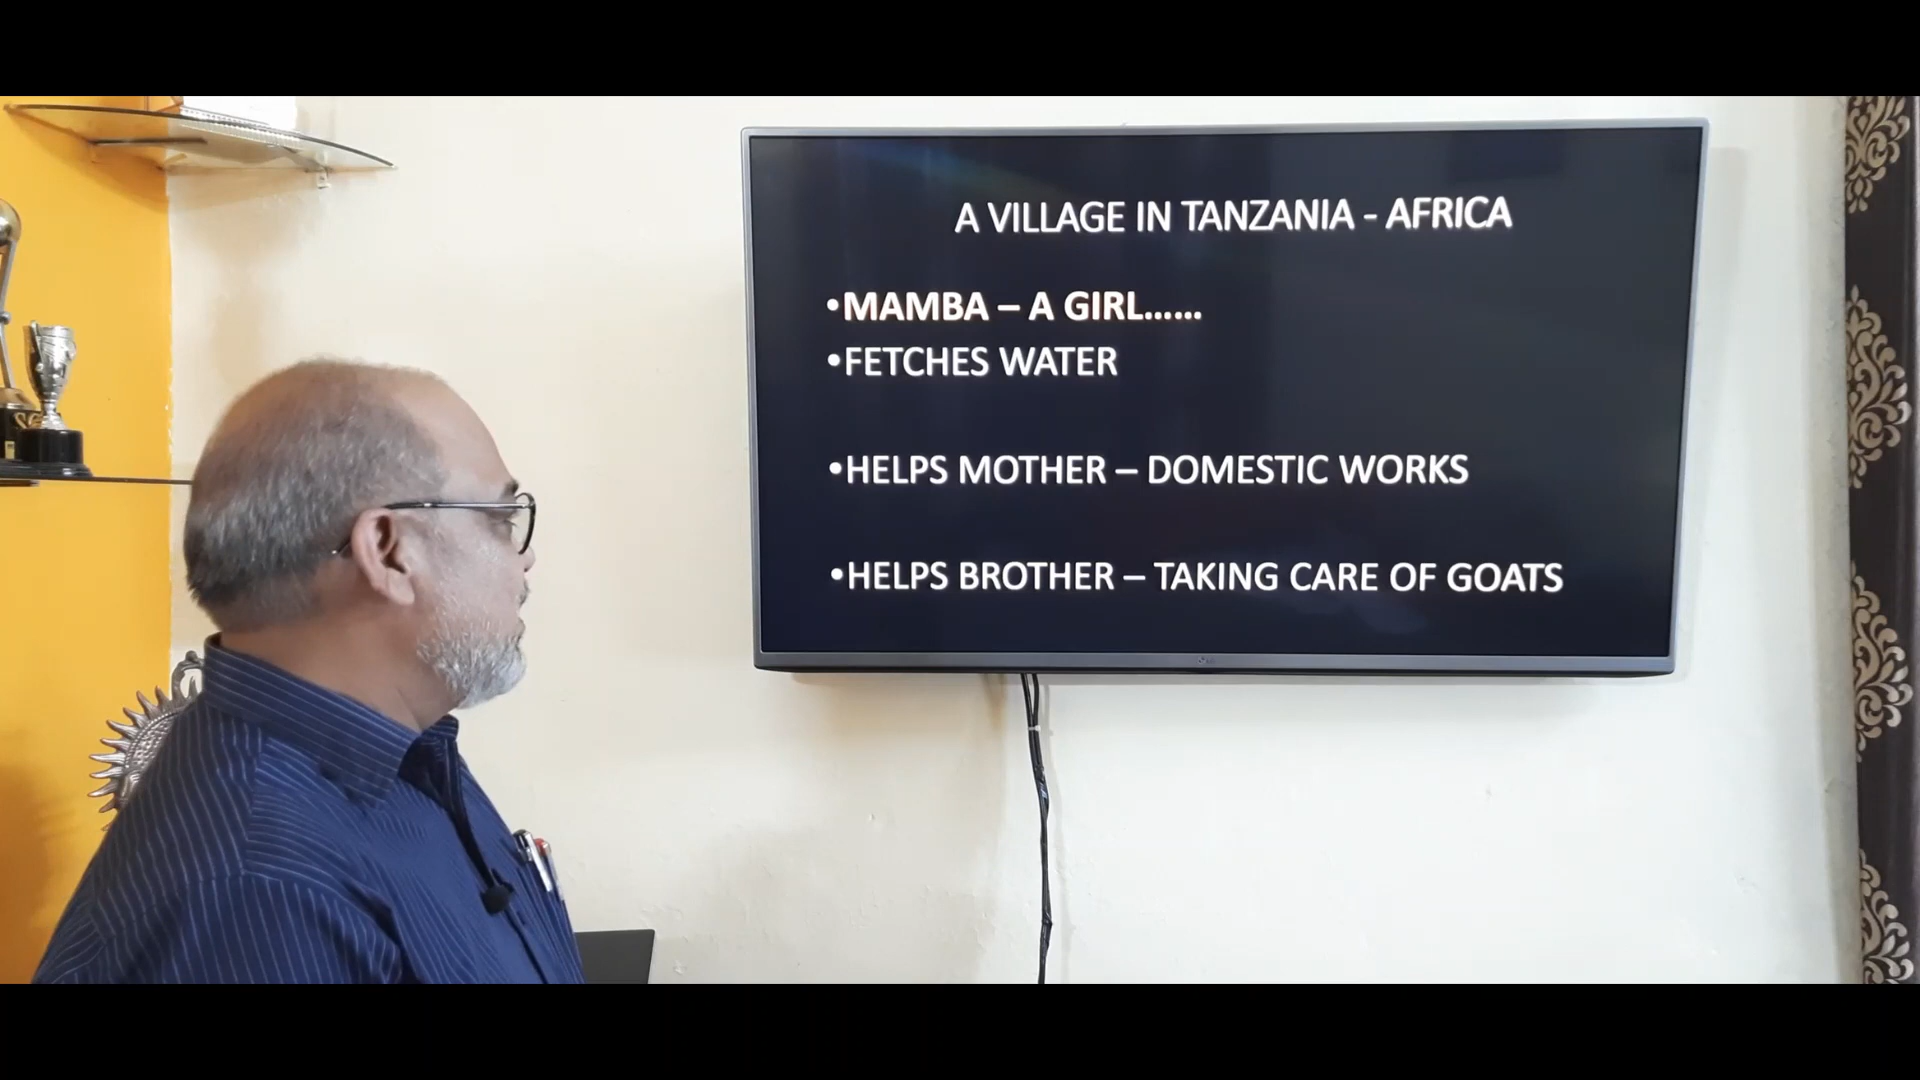 A VILLAGE IN TANZANIA - AFRICA
•MAMBA – A GIRL......
•FETCHES WATER
•HELPS MOTHER – DOMESTIC WORKS
•HELPS BROTHER – TAKING CARE OF GOATS